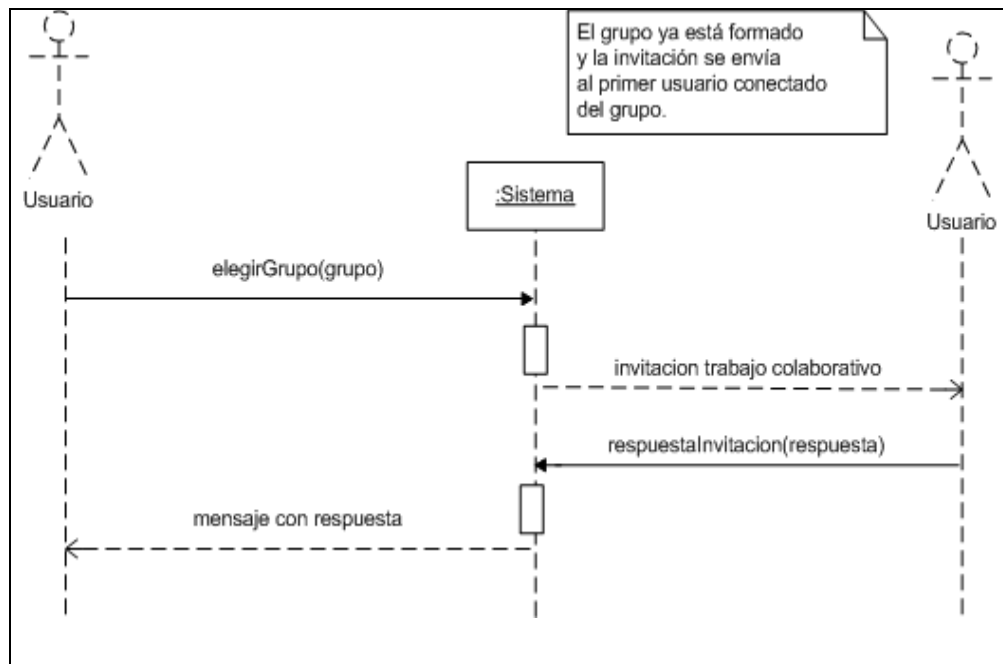 El grupo ya está formado
y la invitación se envía
al primer usuario conectado
del grupo.
Usuario
:Sistema
Usuario
elegirGrupo(grupo)
invitacion trabajo colaborativo
respuestaInvitacion(respuesta)
mensaje con respuesta